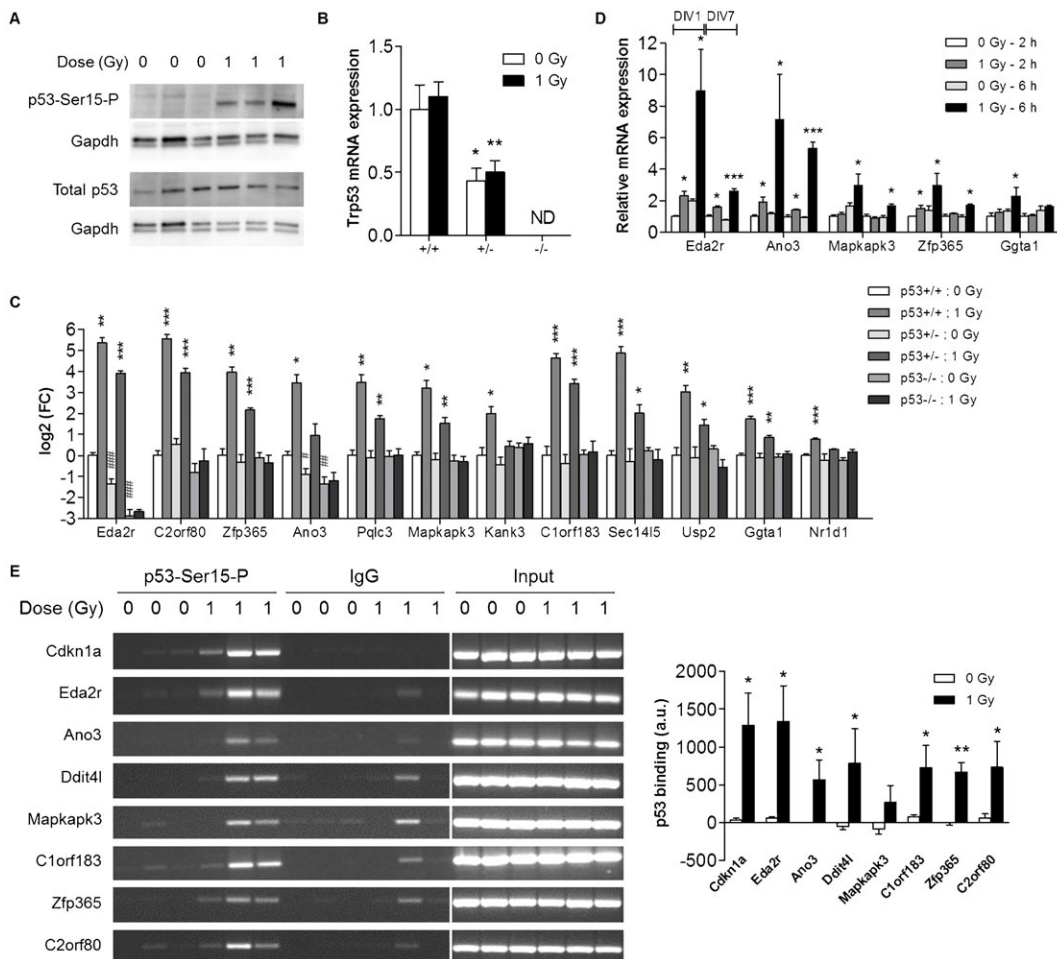 A
Dose (Gy) 0 0 0 1 1 1
p53-Ser15-P
Gapdh
Total p53
Gapdh
B
Trp53 mRNA expression
1.5
1.0
0.5
0.0
0 Gy
1 Gy
*
**
ND
+/+ +/- -/-
D
DIV1 DIV7
Relative mRNA expression
12
10
8
6
4
2
0
0 Gy - 2 h
1 Gy - 2 h
0 Gy - 6 h
1 Gy - 6 h
* * * *** * * * *** * * * * * *
Eda2r Ano3 Mapkapk3 Zfp365 Ggta1
C
log2 (FC)
6
5
4
3
2
1
0
-1
-2
-3
p53+/+ : 0 Gy
p53+/+ : 1 Gy
p53+/- : 0 Gy
p53+/- : 1 Gy
p53-/- : 0 Gy
p53-/- : 1 Gy
** *** *** *** ** *** * ** ** * ** * *** *** *** * ** * *** ** ***
Eda2r C2orf80 Zfp365 Ano3 Pqlc3 Mapkapk3 Kank3 C1orf183 Sec14l5 Usp2 Ggta1 Nr1d1
E
p53-Ser15-P IgG Input
Dose (Gy) 0 0 0 1 1 1 0 0 0 1 1 1 0 0 0 1 1 1
Cdkn1a
Eda2r
Ano3
Ddit4l
Mapkapk3
C1orf183
Zfp365
C2orf80
p53 binding (a.u.)
2000
1500
1000
500
0
-500
0 Gy
1 Gy
* * * * * ** *
Cdkn1a Eda2r Ano3 Ddit4l Mapkapk3 C1orf183 Zfp365 C2orf80